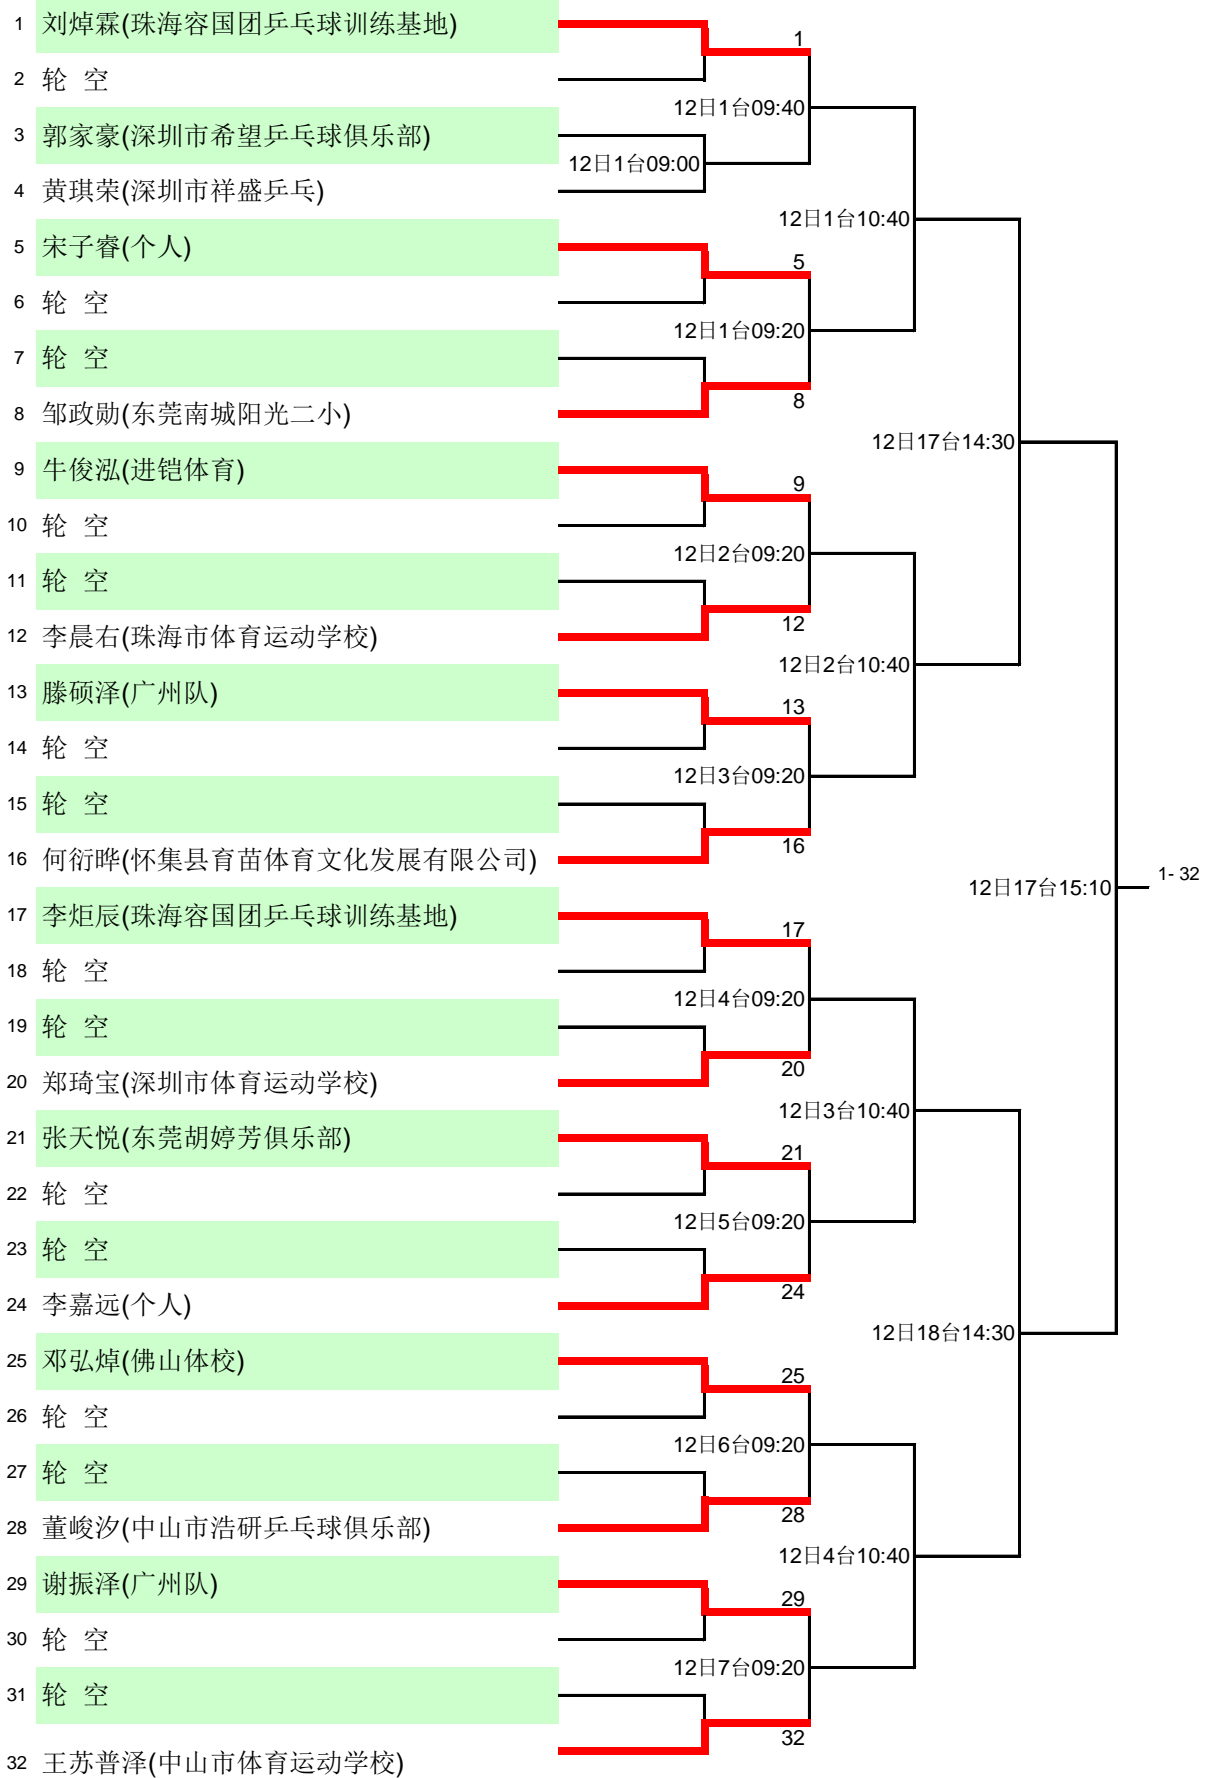 1 刘焯霖(珠海容国团乒乓球训练基地)
1
2 轮 空
12日1台09:40
3 郭家豪(深圳市希望乒乓球俱乐部)
12日1台09:00
4 黄琪荣(深圳市祥盛乒乓)
12日1台10:40
5 宋子睿(个人)
5
6 轮 空
12日1台09:20
7 轮 空
8
8 邹政勋(东莞南城阳光二小)
12日17台14:30
9 牛俊泓(进铠体育)
9
10 轮 空
12日2台09:20
11 轮 空
12
12 李晨右(珠海市体育运动学校)
12日2台10:40
13 滕硕泽(广州队)
13
14 轮 空
12日3台09:20
15 轮 空
16
16 何衍晔(怀集县育苗体育文化发展有限公司)
12日17台15:10
1- 32
17 李炬辰(珠海容国团乒乓球训练基地)
17
18 轮 空
12日4台09:20
19 轮 空
20
20 郑琦宝(深圳市体育运动学校)
12日3台10:40
21 张天悦(东莞胡婷芳俱乐部)
21
22 轮 空
12日5台09:20
23 轮 空
24
24 李嘉远(个人)
12日18台14:30
25 邓弘焯(佛山体校)
25
26 轮 空
12日6台09:20
27 轮 空
28
28 董峻汐(中山市浩研乒乓球俱乐部)
12日4台10:40
29 谢振泽(广州队)
29
30 轮 空
12日7台09:20
31 轮 空
32
32 王苏普泽(中山市体育运动学校)